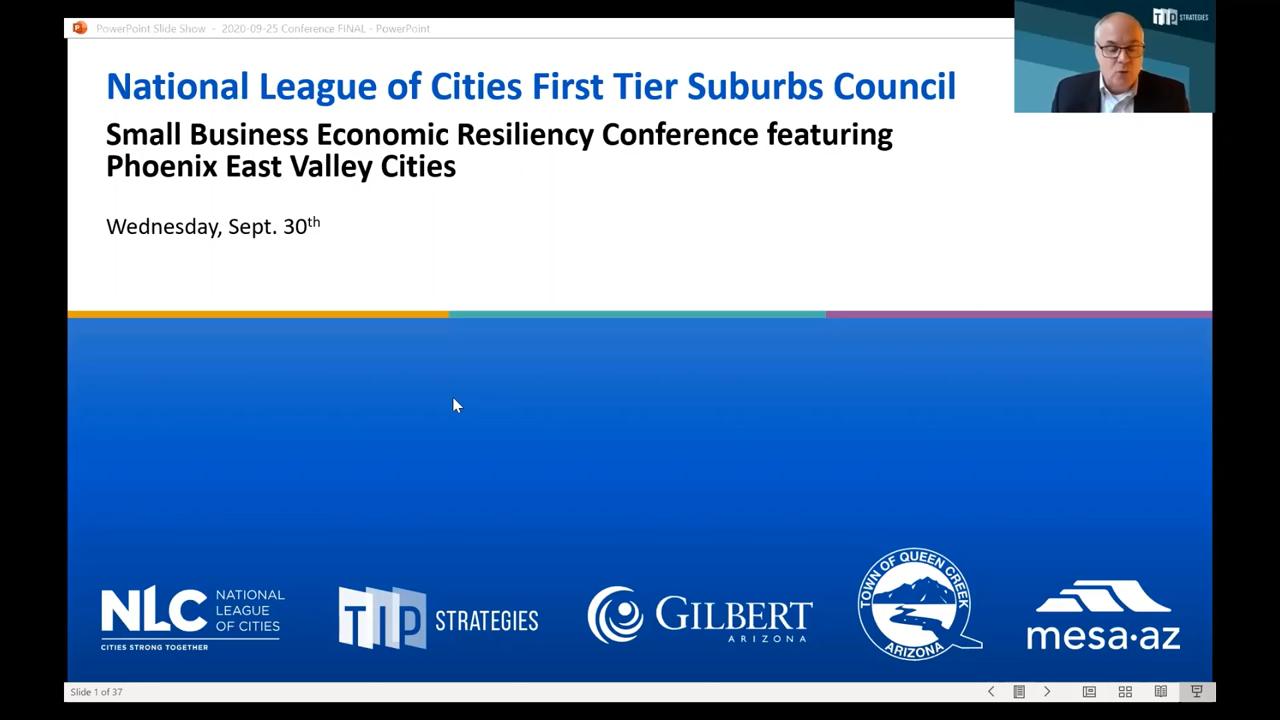 PowerPoint Slide Show - 2020-09-25 Conference FINAL - PowerPoint
TIP STRATEGIES
National League of Cities First Tier Suburbs Council
Small Business Economic Resiliency Conference featuring
Phoenix East Valley Cities
Wednesday, Sept. 30th
NLC NATIONAL
LEAGUE
OF CITIES
CITIES STRONG TOGETHER
TIP STRATEGIES
GILBERT
ARIZONA
TOWN OF QUEEN CREEK
ARIZONA
mesa·az
Slide 1 of 37